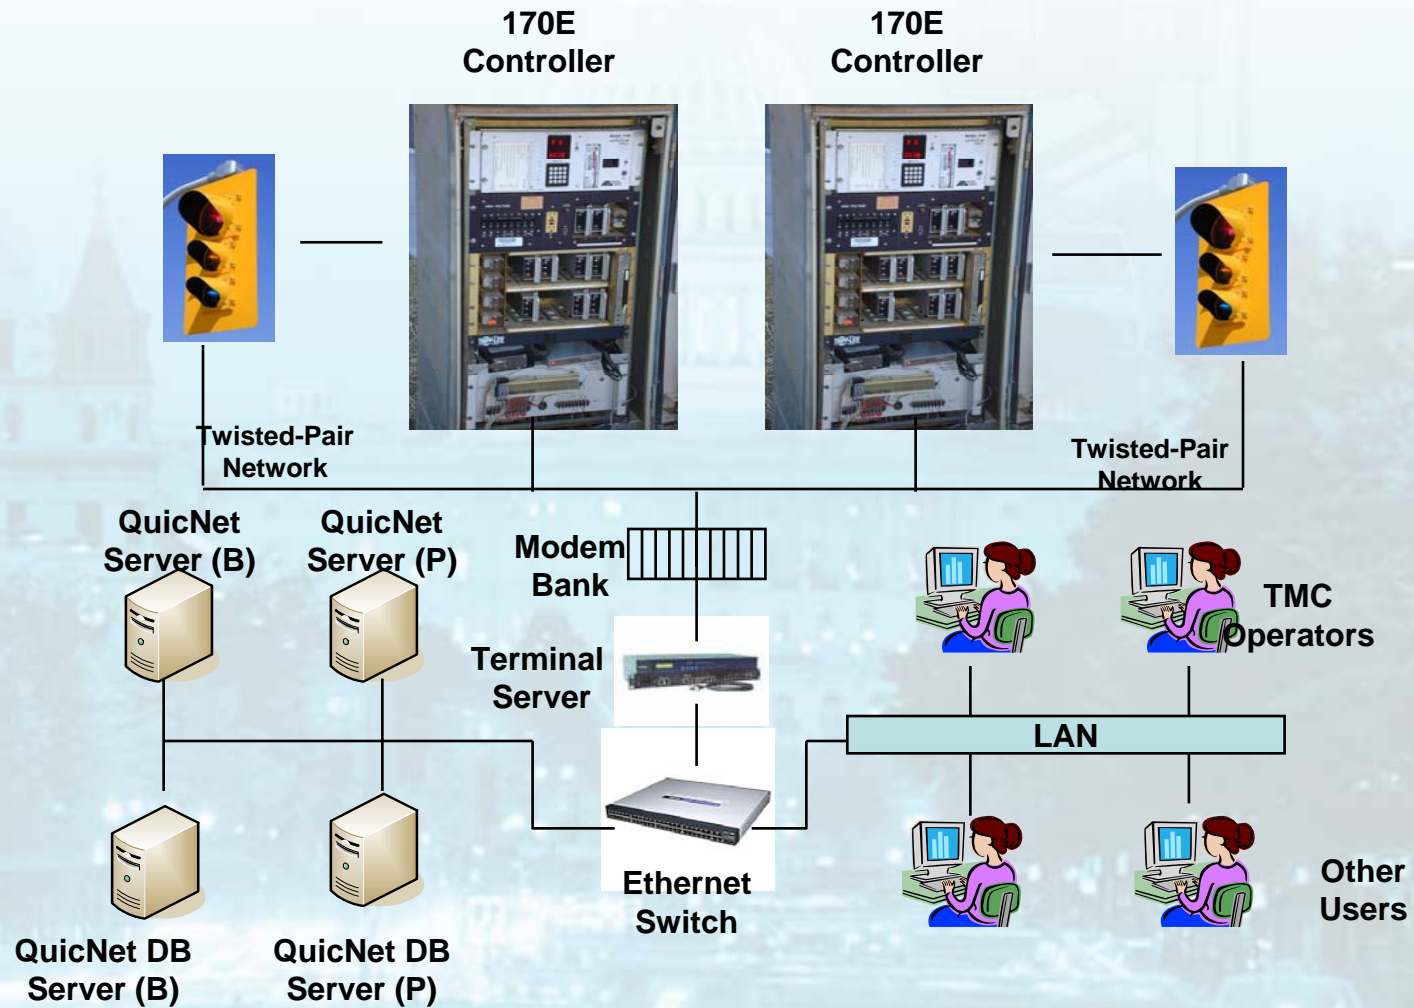 170E
Controller
170E
Controller
Twisted-Pair
Network
Twisted-Pair
Network
QuicNet
Server (B)
QuicNet
Server (P)
Modem
Bank
TMC
Operators
Terminal
Server
LAN
Ethernet
Switch
Other
Users
QuicNet DB
Server (B)
QuicNet DB
Server (P)